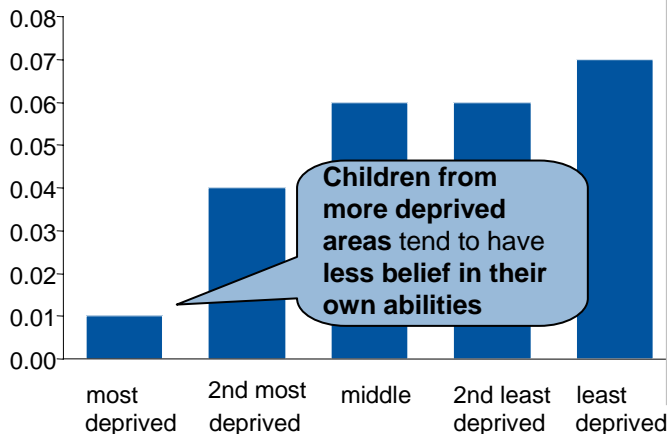 0.08
0.07
0.06
0.05
0.04
0.03
0.02
0.01
0.00
Children from
more deprived
areas tend to have
less belief in their
own abilities
most
deprived
2nd most
deprived
middle
2nd least
deprived
least
deprived